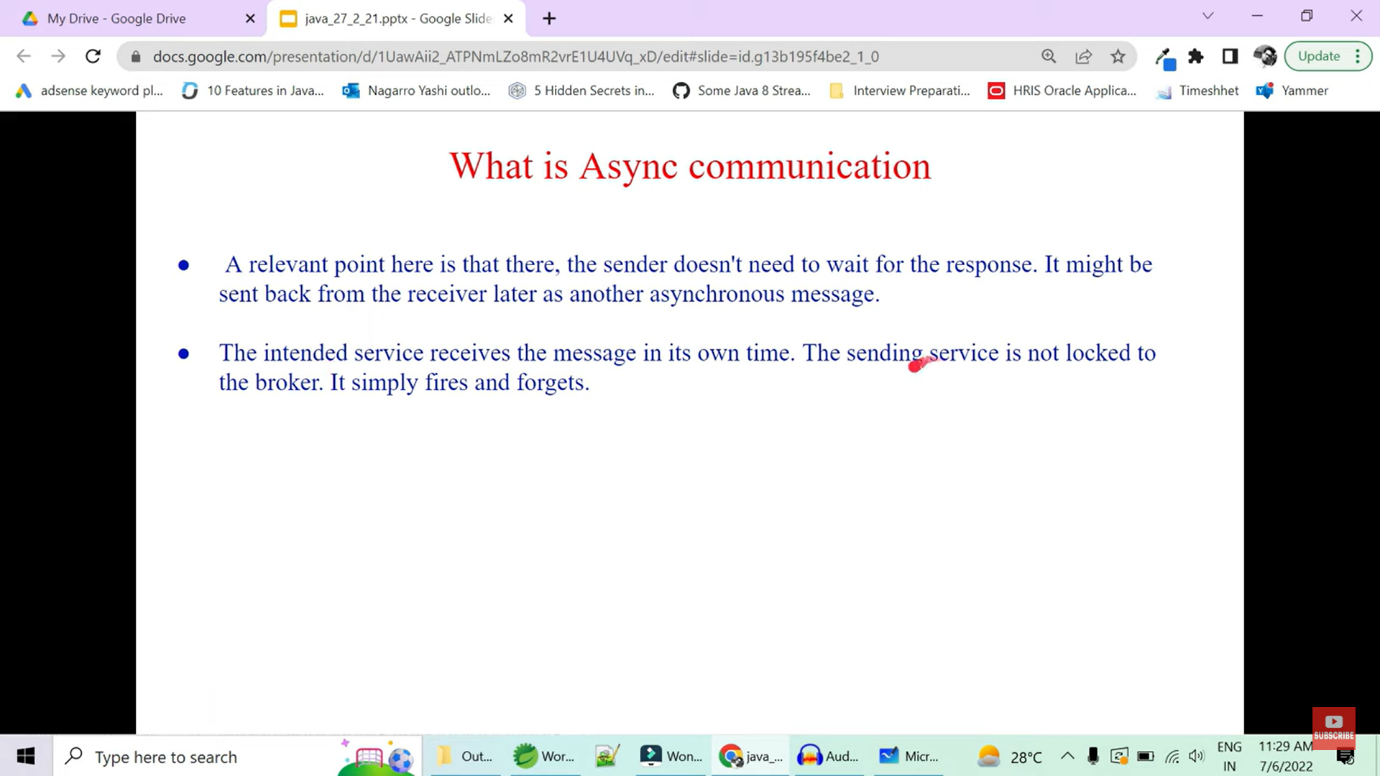 My Drive - Google Drive
java_27_2_21.pptx - Google Slide
docs.google.com/presentation/d/1UawAii2_ATPNmLZo8mR2vrE1U4UVq_xD/edit#slide=id.g13b195f4be2_1_0
Update
adsense keyword pl...
10 Features in Java...
Nagarro Yashi outlo...
5 Hidden Secrets in...
Some Java 8 Strea...
Interview Preparati...
HRIS Oracle Applica...
Timeshhet
Yammer
What is Async communication
● A relevant point here is that there, the sender doesn't need to wait for the response. It might be
sent back from the receiver later as another asynchronous message.
● The intended service receives the message in its own time. The sending service is not locked to
the broker. It simply fires and forgets.
SUBSCRIBE
Type here to search
Out...
Wor...
Won...
java_...
Aud...
Micr...
28°C
ENG
IN
11:29 AM
7/6/2022